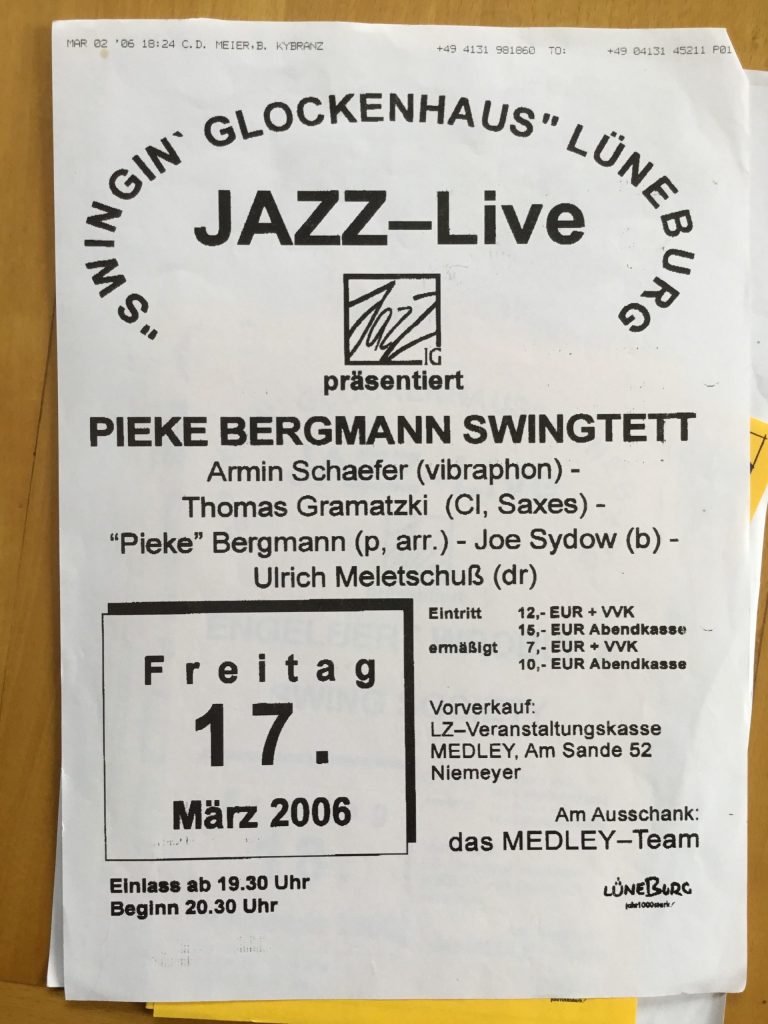 MAR 02 '06 18:24 C.D. MEIER,B. KYBRANZ +49 4131 981860 TO: +49 04131 45211 P01
"SWINGIN` GLOCKENHAUS" LÜNEBURG
JAZZ–Live
JAZZ
IG
präsentiert
PIEKE BERGMANN SWINGTETT
Armin Schaefer (vibraphon) -
Thomas Gramatzki (Cl, Saxes) -
“Pieke” Bergmann (p, arr.) - Joe Sydow (b) -
Ulrich Meletschuß (dr)
Freitag
17.
März 2006
Eintritt 12,- EUR + VVK
15,- EUR Abendkasse
ermäßigt 7,- EUR + VVK
10,- EUR Abendkasse
Vorverkauf:
LZ–Veranstaltungskasse
MEDLEY, Am Sande 52
Niemeyer
Am Ausschank:
das MEDLEY–Team
Einlass ab 19.30 Uhr
Beginn 20.30 Uhr
LÜNEBURG
jahr1000stark!